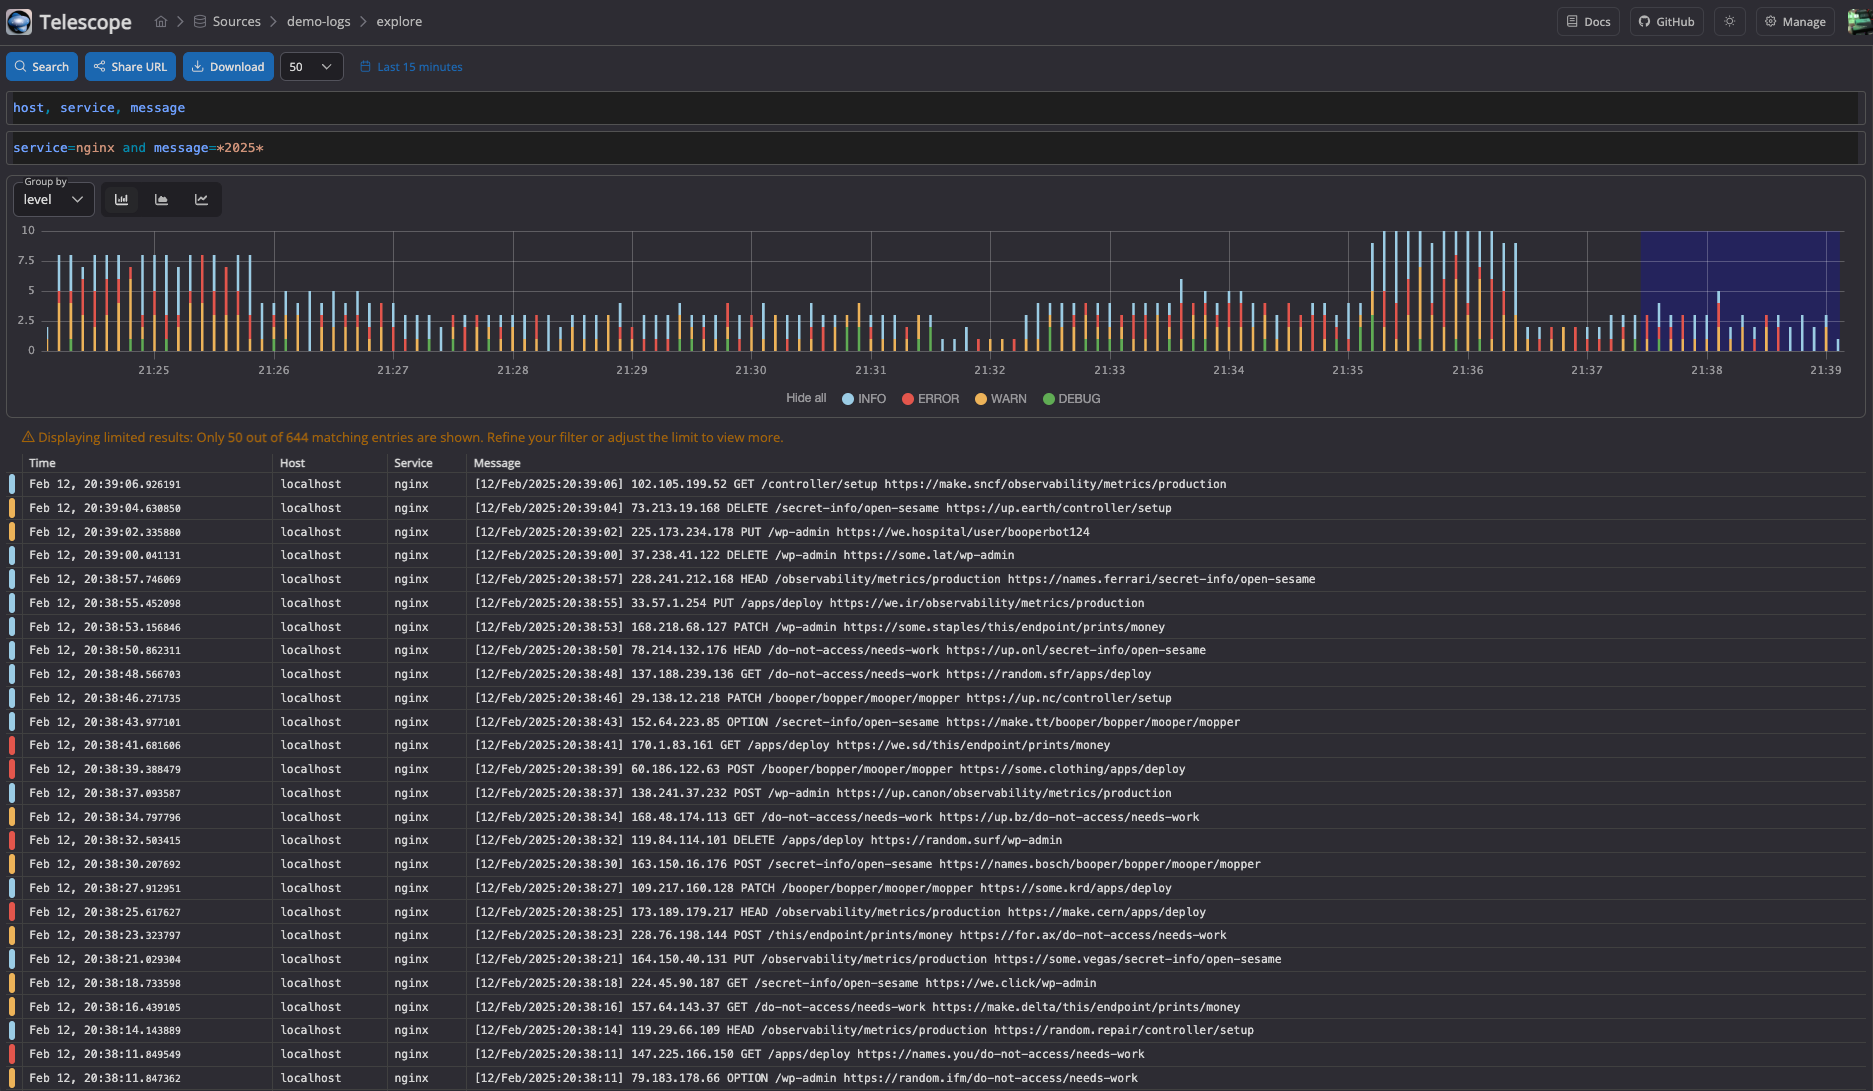 Telescope Sources demo-logs explore Docs GitHub Manage
Search Share URL Download 50 Last 15 minutes
host, service, message
service=nginx and message=*2025*
Group by
level
10
7.5
5
2.5
0
21:25 21:26 21:27 21:28 21:29 21:30 21:31 21:32 21:33 21:34 21:35 21:36 21:37 21:38 21:39
Hide all INFO ERROR WARN DEBUG
Displaying limited results: Only 50 out of 644 matching entries are shown. Refine your filter or adjust the limit to view more.
Time Host Service Message
Feb 12, 20:39:06.926191 localhost nginx [12/Feb/2025:20:39:06] 102.105.199.52 GET /controller/setup https://make.sncf/observability/metrics/production
Feb 12, 20:39:04.630850 localhost nginx [12/Feb/2025:20:39:04] 73.213.19.168 DELETE /secret-info/open-sesame https://up.earth/controller/setup
Feb 12, 20:39:02.335880 localhost nginx [12/Feb/2025:20:39:02] 225.173.234.178 PUT /wp-admin https://we.hospital/user/booperbot124
Feb 12, 20:39:00.041131 localhost nginx [12/Feb/2025:20:39:00] 37.238.41.122 DELETE /wp-admin https://some.lat/wp-admin
Feb 12, 20:38:57.746069 localhost nginx [12/Feb/2025:20:38:57] 228.241.212.168 HEAD /observability/metrics/production https://names.ferrari/secret-info/open-sesame
Feb 12, 20:38:55.452098 localhost nginx [12/Feb/2025:20:38:55] 33.57.1.254 PUT /apps/deploy https://we.ir/observability/metrics/production
Feb 12, 20:38:53.156846 localhost nginx [12/Feb/2025:20:38:53] 168.218.68.127 PATCH /wp-admin https://some.staples/this/endpoint/prints/money
Feb 12, 20:38:50.862311 localhost nginx [12/Feb/2025:20:38:50] 78.214.132.176 HEAD /do-not-access/needs-work https://up.onl/secret-info/open-sesame
Feb 12, 20:38:48.566703 localhost nginx [12/Feb/2025:20:38:48] 137.188.239.136 GET /do-not-access/needs-work https://random.sfr/apps/deploy
Feb 12, 20:38:46.271735 localhost nginx [12/Feb/2025:20:38:46] 29.138.12.218 PATCH /booper/bopper/mooper/mopper https://up.nc/controller/setup
Feb 12, 20:38:43.977101 localhost nginx [12/Feb/2025:20:38:43] 152.64.223.85 OPTION /secret-info/open-sesame https://make.tt/booper/bopper/mooper/mopper
Feb 12, 20:38:41.681606 localhost nginx [12/Feb/2025:20:38:41] 170.1.83.161 GET /apps/deploy https://we.sd/this/endpoint/prints/money
Feb 12, 20:38:39.388479 localhost nginx [12/Feb/2025:20:38:39] 60.186.122.63 POST /booper/bopper/mooper/mopper https://some.clothing/apps/deploy
Feb 12, 20:38:37.093587 localhost nginx [12/Feb/2025:20:38:37] 138.241.37.232 POST /wp-admin https://up.canon/observability/metrics/production
Feb 12, 20:38:34.797796 localhost nginx [12/Feb/2025:20:38:34] 168.48.174.113 GET /do-not-access/needs-work https://up.bz/do-not-access/needs-work
Feb 12, 20:38:32.503415 localhost nginx [12/Feb/2025:20:38:32] 119.84.114.101 DELETE /apps/deploy https://random.surf/wp-admin
Feb 12, 20:38:30.207692 localhost nginx [12/Feb/2025:20:38:30] 163.150.16.176 POST /secret-info/open-sesame https://names.bosch/booper/bopper/mooper/mopper
Feb 12, 20:38:27.912951 localhost nginx [12/Feb/2025:20:38:27] 109.217.160.128 PATCH /booper/bopper/mooper/mopper https://some.krd/apps/deploy
Feb 12, 20:38:25.617627 localhost nginx [12/Feb/2025:20:38:25] 173.189.179.217 HEAD /observability/metrics/production https://make.cern/apps/deploy
Feb 12, 20:38:23.323797 localhost nginx [12/Feb/2025:20:38:23] 228.76.198.144 POST /this/endpoint/prints/money https://for.ax/do-not-access/needs-work
Feb 12, 20:38:21.029304 localhost nginx [12/Feb/2025:20:38:21] 164.150.40.131 PUT /observability/metrics/production https://some.vegas/secret-info/open-sesame
Feb 12, 20:38:18.733598 localhost nginx [12/Feb/2025:20:38:18] 224.45.90.187 GET /secret-info/open-sesame https://we.click/wp-admin
Feb 12, 20:38:16.439105 localhost nginx [12/Feb/2025:20:38:16] 157.64.143.37 GET /do-not-access/needs-work https://make.delta/this/endpoint/prints/money
Feb 12, 20:38:14.143889 localhost nginx [12/Feb/2025:20:38:14] 119.29.66.109 HEAD /observability/metrics/production https://random.repair/controller/setup
Feb 12, 20:38:11.849549 localhost nginx [12/Feb/2025:20:38:11] 147.225.166.150 GET /apps/deploy https://names.you/do-not-access/needs-work
Feb 12, 20:38:11.847362 localhost nginx [12/Feb/2025:20:38:11] 79.183.178.66 OPTION /wp-admin https://random.ifm/do-not-access/needs-work